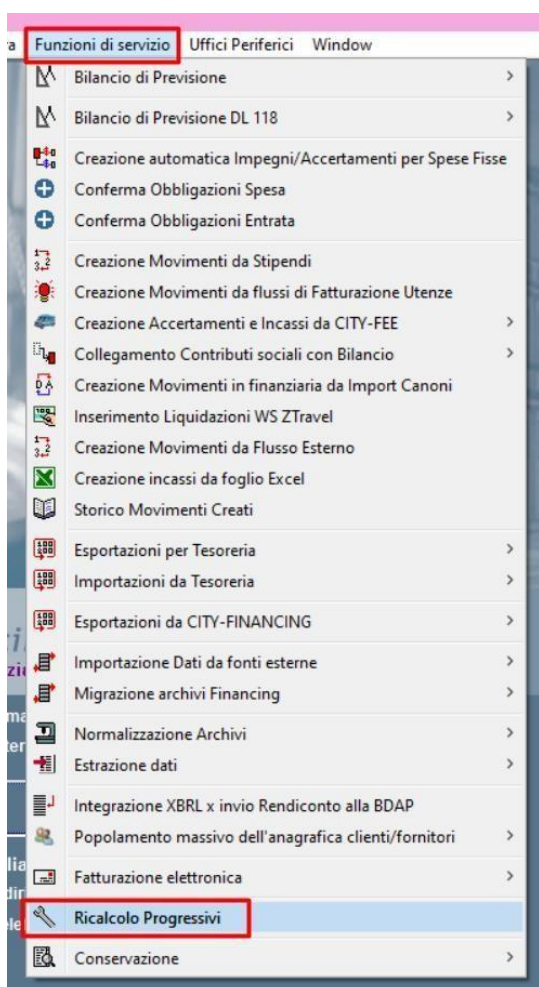 Funzioni di servizio Uffici Periferici Window
Bilancio di Previsione
Bilancio di Previsione DL 118
Creazione automatica Impegni/Accertamenti per Spese Fisse
Conferma Obbligazioni Spesa
Conferma Obbligazioni Entrata
Creazione Movimenti da Stipendi
Creazione Movimenti da flussi di Fatturazione Utenze
Creazione Accertamenti e Incassi da CITY-FEE
Collegamento Contributi sociali con Bilancio
Creazione Movimenti in finanziaria da Import Canoni
Inserimento Liquidazioni WS ZTravel
Creazione Movimenti da Flusso Esterno
Creazione incassi da foglio Excel
Storico Movimenti Creati
Esportazioni per Tesoreria
Importazioni da Tesoreria
Esportazioni da CITY-FINANCING
Importazione Dati da fonti esterne
Migrazione archivi Financing
Normalizzazione Archivi
Estrazione dati
Integrazione XBRL x invio Rendiconto alla BDAP
Popolamento massivo dell'anagrafica clienti/fornitori
Fatturazione elettronica
Ricalcolo Progressivi
Conservazione